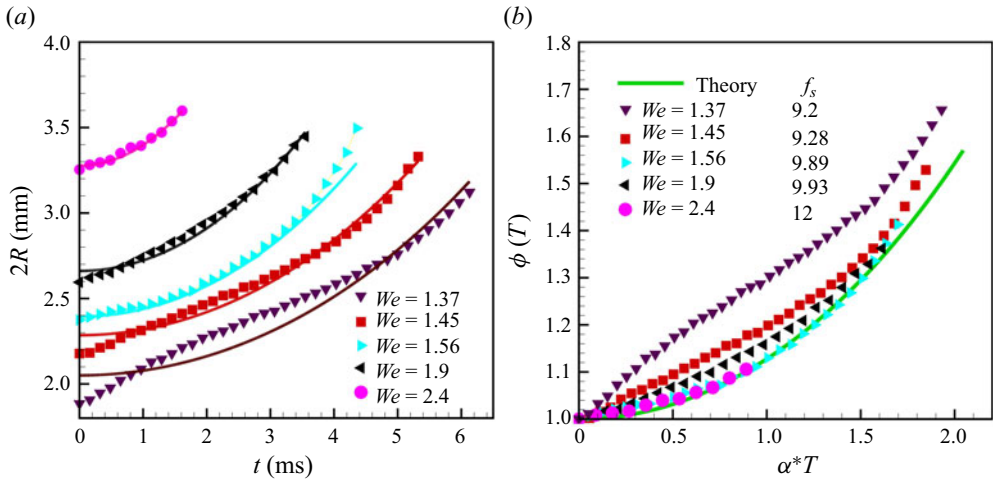 (a)
4.0
3.5
3.0
2.5
2.0
2R (mm)
We = 1.37
We = 1.45
We = 1.56
We = 1.9
We = 2.4
0 1 2 3 4 5 6
t (ms)
(b)
1.8
1.7
1.6
1.5
1.4
1.3
1.2
1.1
1.0
ϕ (T)
Theory f_s
We = 1.37 9.2
We = 1.45 9.28
We = 1.56 9.89
We = 1.9 9.93
We = 2.4 12
0 0.5 1.0 1.5 2.0
α*T